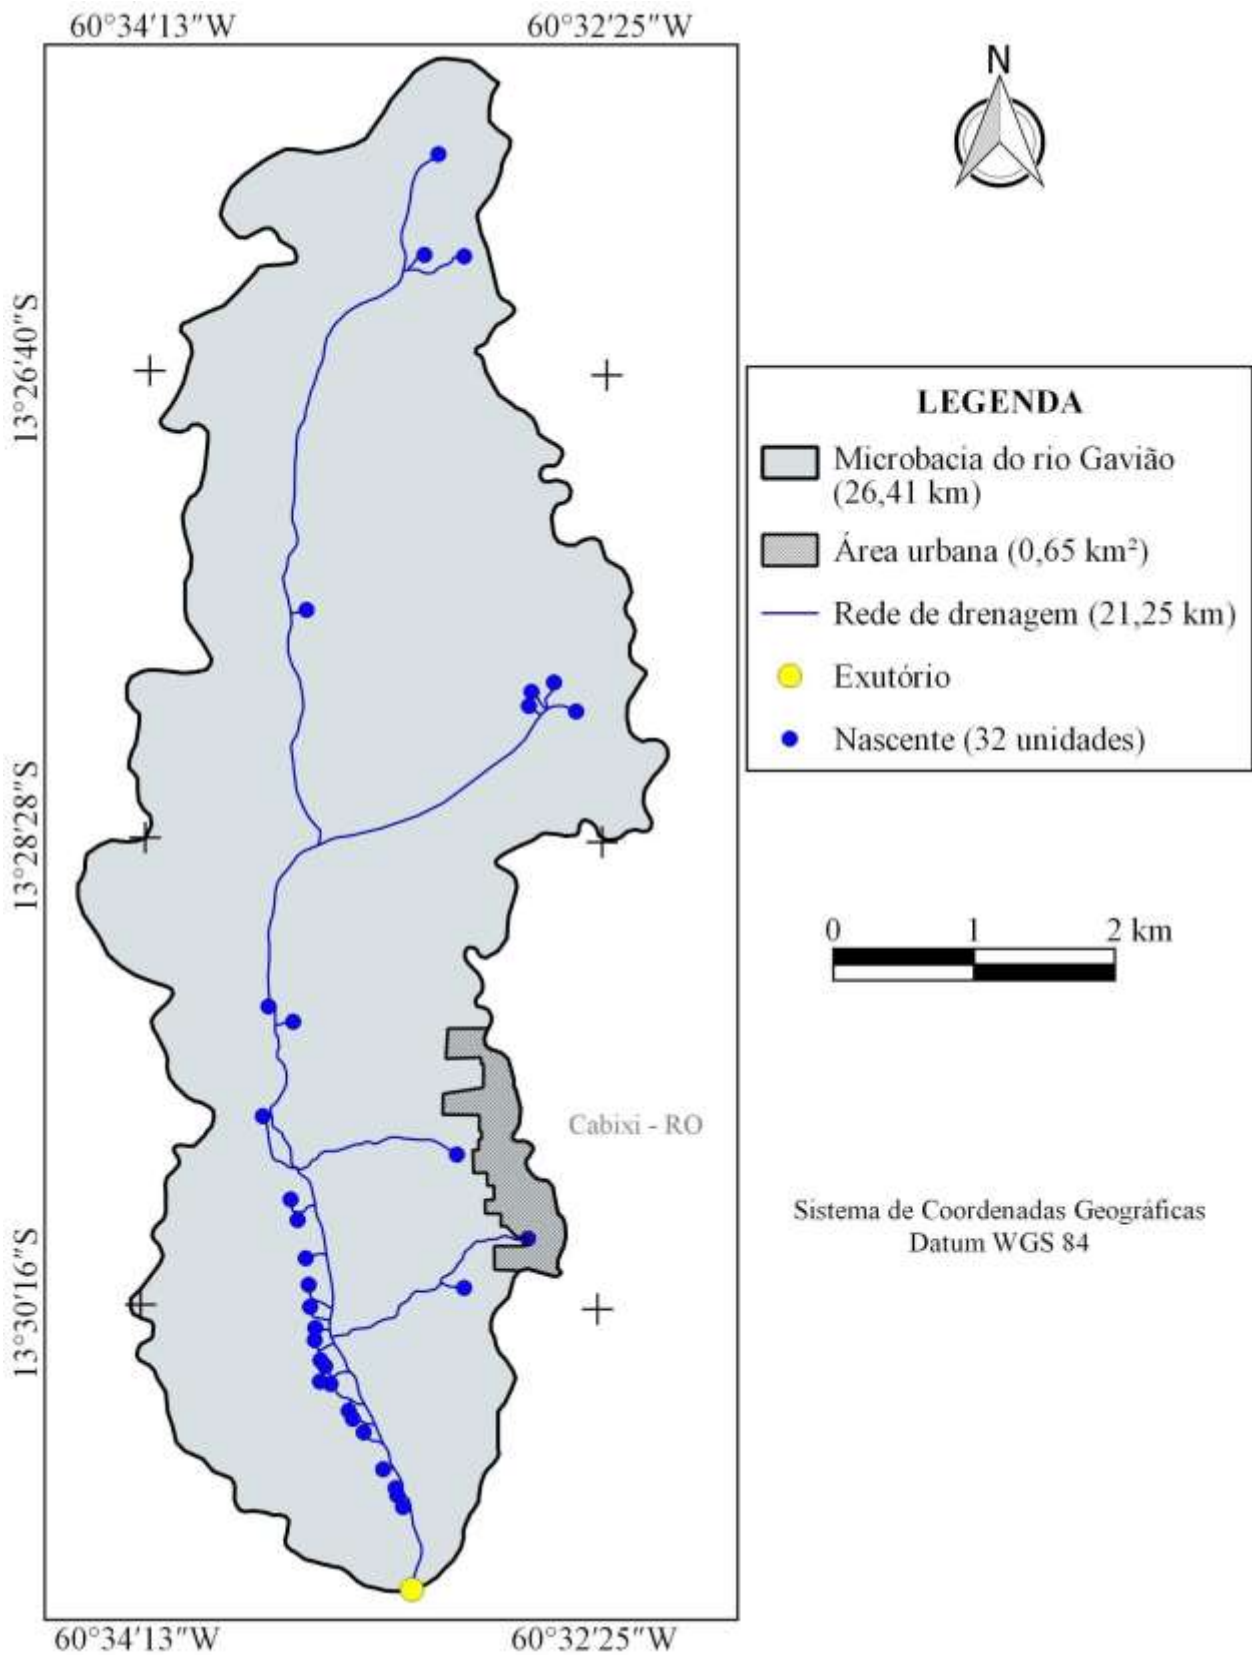 60°34′13″W 60°32′25″W
N
13°26′40″S
LEGENDA
Microbacia do rio Gavião
(26,41 km)
Área urbana (0,65 km²)
Rede de drenagem (21,25 km)
Exutório
Nascente (32 unidades)
13°28′28″S
0 1 2 km
Cabixi - RO
Sistema de Coordenadas Geográficas
Datum WGS 84
13°30′16″S
60°34′13″W 60°32′25″W